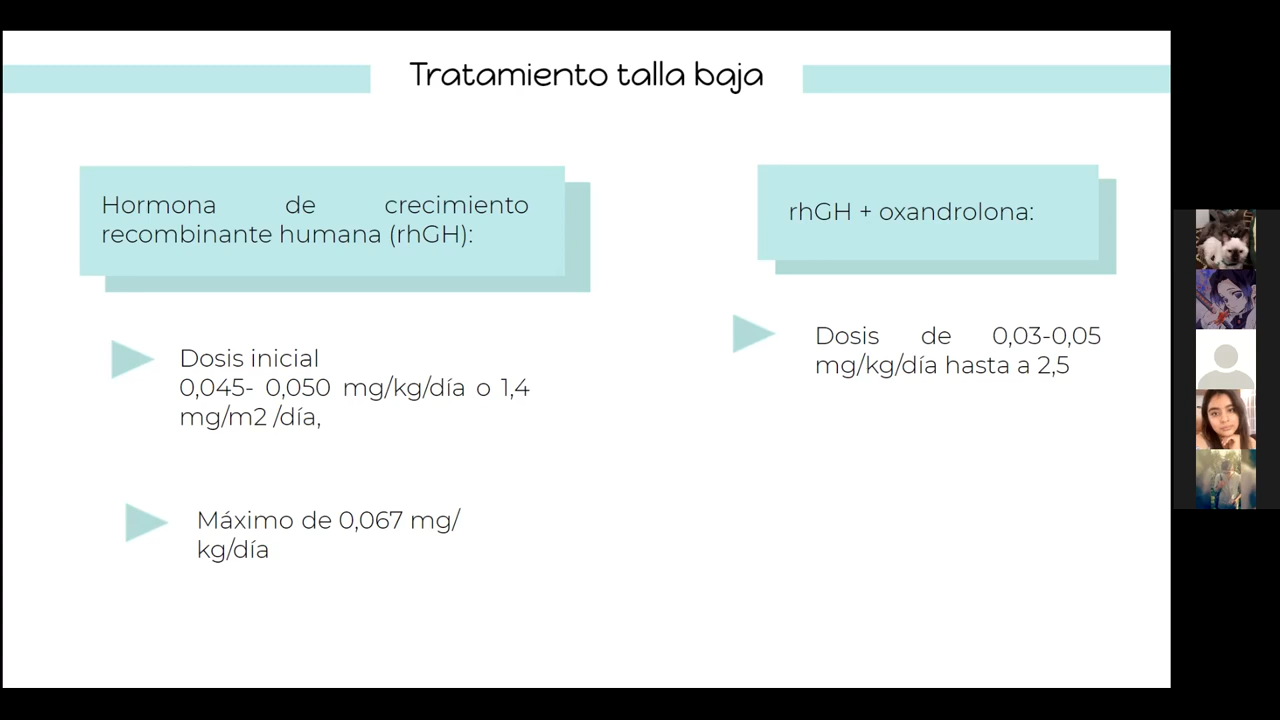 Tratamiento talla baja
Hormona de crecimiento
recombinante humana (rhGH):
Dosis inicial
0,045- 0,050 mg/kg/día o 1,4
mg/m2 /día,
Máximo de 0,067 mg/
kg/día
rhGH + oxandrolona:
Dosis de 0,03-0,05
mg/kg/día hasta a 2,5